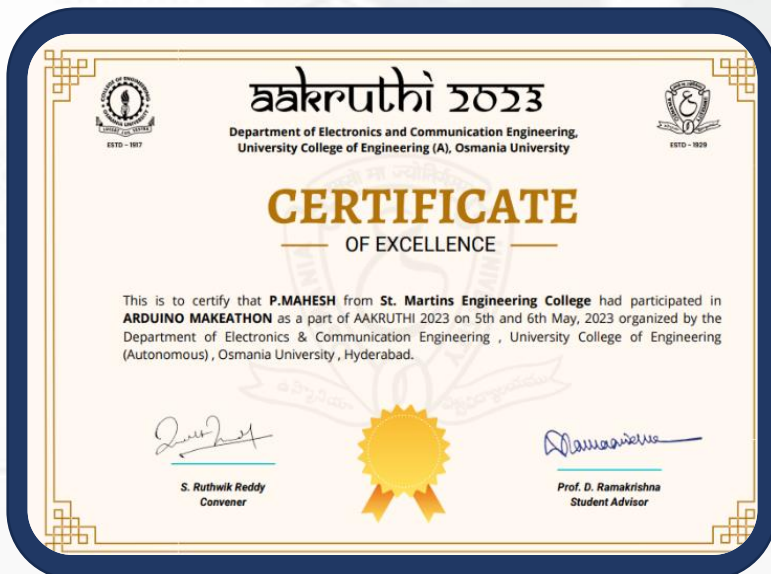 aakruthi 2023
Department of Electronics and Communication Engineering,
University College of Engineering (A), Osmania University
ESTD – 1917
ESTD – 1929
CERTIFICATE
OF EXCELLENCE
This is to certify that P.MAHESH from St. Martins Engineering College had participated in
ARDUINO MAKEATHON as a part of AAKRUTHI 2023 on 5th and 6th May, 2023 organized by the
Department of Electronics & Communication Engineering , University College of Engineering
(Autonomous) , Osmania University , Hyderabad.
S. Ruthwik Reddy
Convener
Prof. D. Ramakrishna
Student Advisor